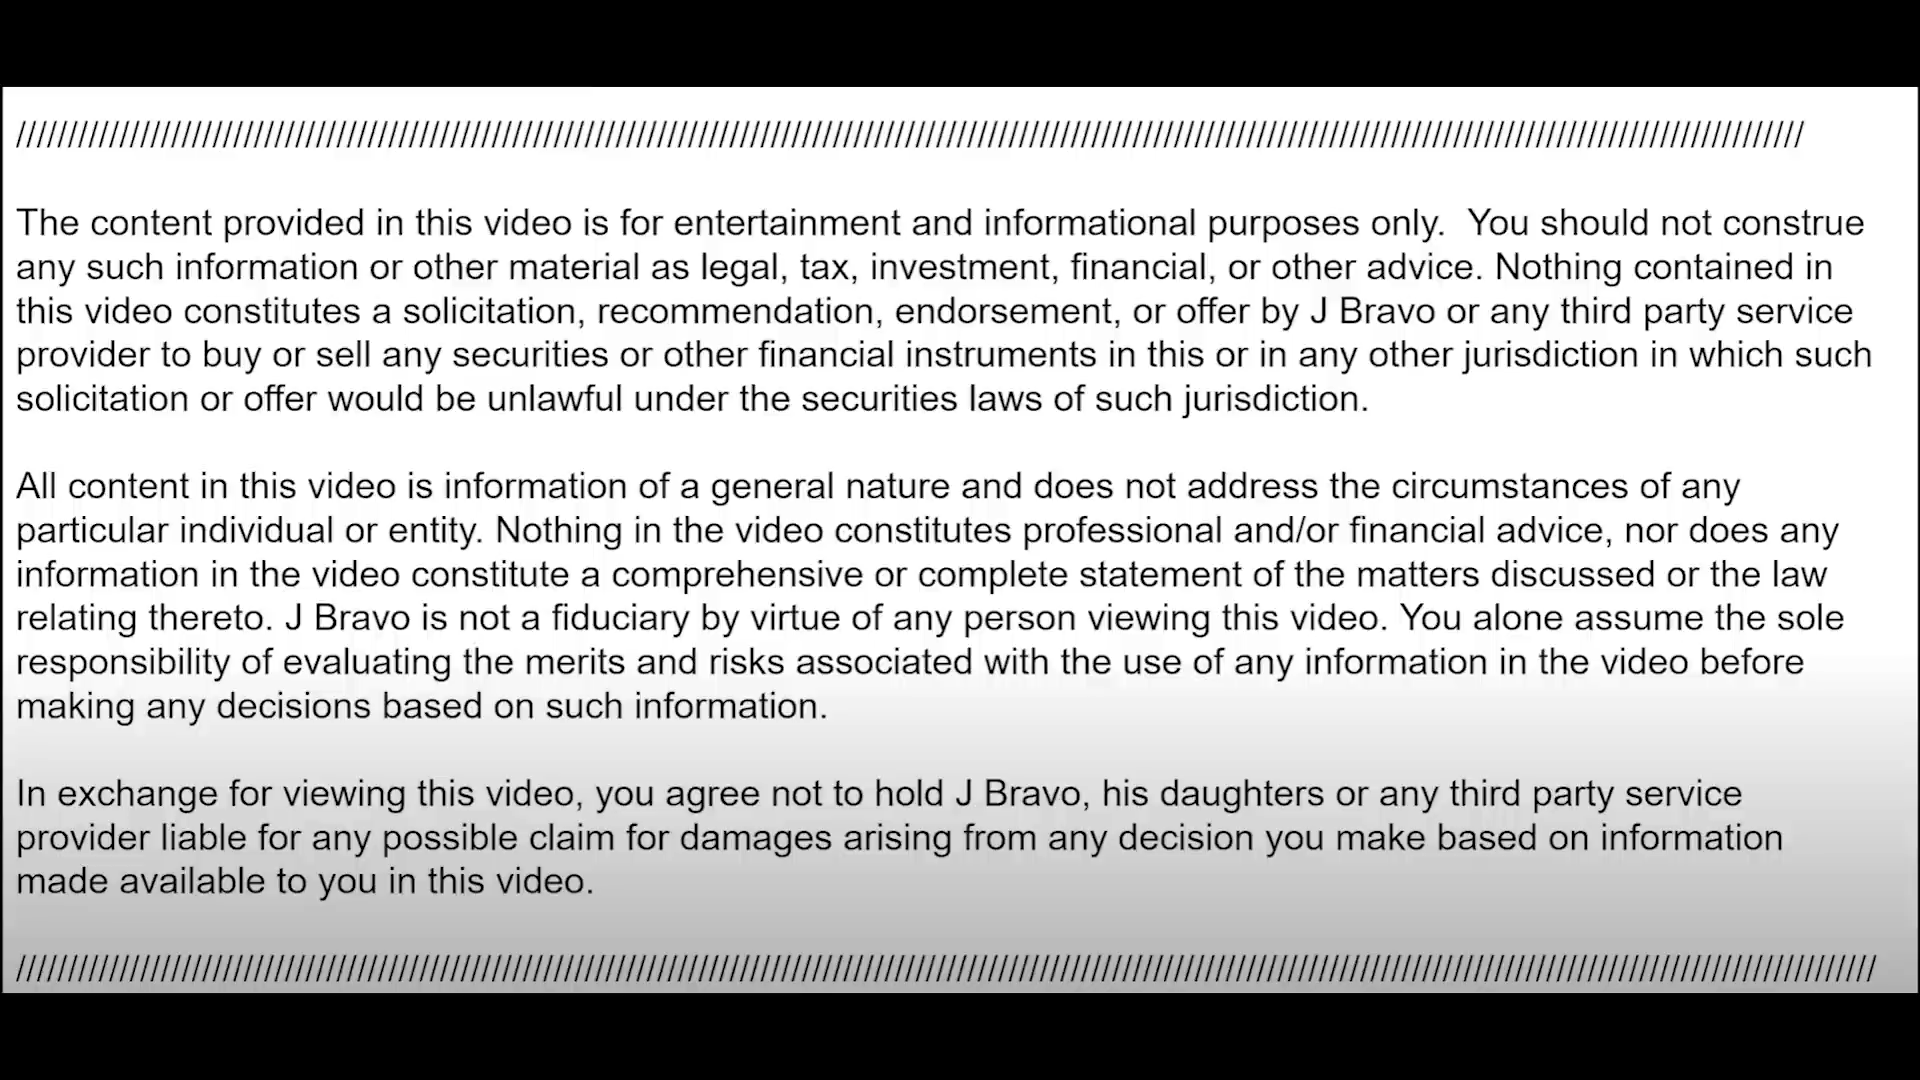 ////////////////////////////////////////////////////////////////////////////////////////////////////////////////////////////////////////////////////////////////////////////////
The content provided in this video is for entertainment and informational purposes only.  You should not construe
any such information or other material as legal, tax, investment, financial, or other advice. Nothing contained in
this video constitutes a solicitation, recommendation, endorsement, or offer by J Bravo or any third party service
provider to buy or sell any securities or other financial instruments in this or in any other jurisdiction in which such
solicitation or offer would be unlawful under the securities laws of such jurisdiction.
All content in this video is information of a general nature and does not address the circumstances of any
particular individual or entity. Nothing in the video constitutes professional and/or financial advice, nor does any
information in the video constitute a comprehensive or complete statement of the matters discussed or the law
relating thereto. J Bravo is not a fiduciary by virtue of any person viewing this video. You alone assume the sole
responsibility of evaluating the merits and risks associated with the use of any information in the video before
making any decisions based on such information.
In exchange for viewing this video, you agree not to hold J Bravo, his daughters or any third party service
provider liable for any possible claim for damages arising from any decision you make based on information
made available to you in this video.
///////////////////////////////////////////////////////////////////////////////////////////////////////////////////////////////////////////////////////////////////////////////////////